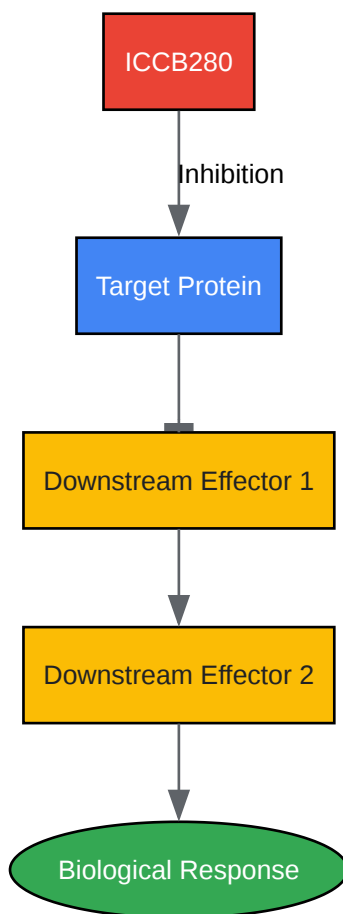 ICCB280
Inhibition
Target Protein
Downstream Effector 1
Downstream Effector 2
Biological Response